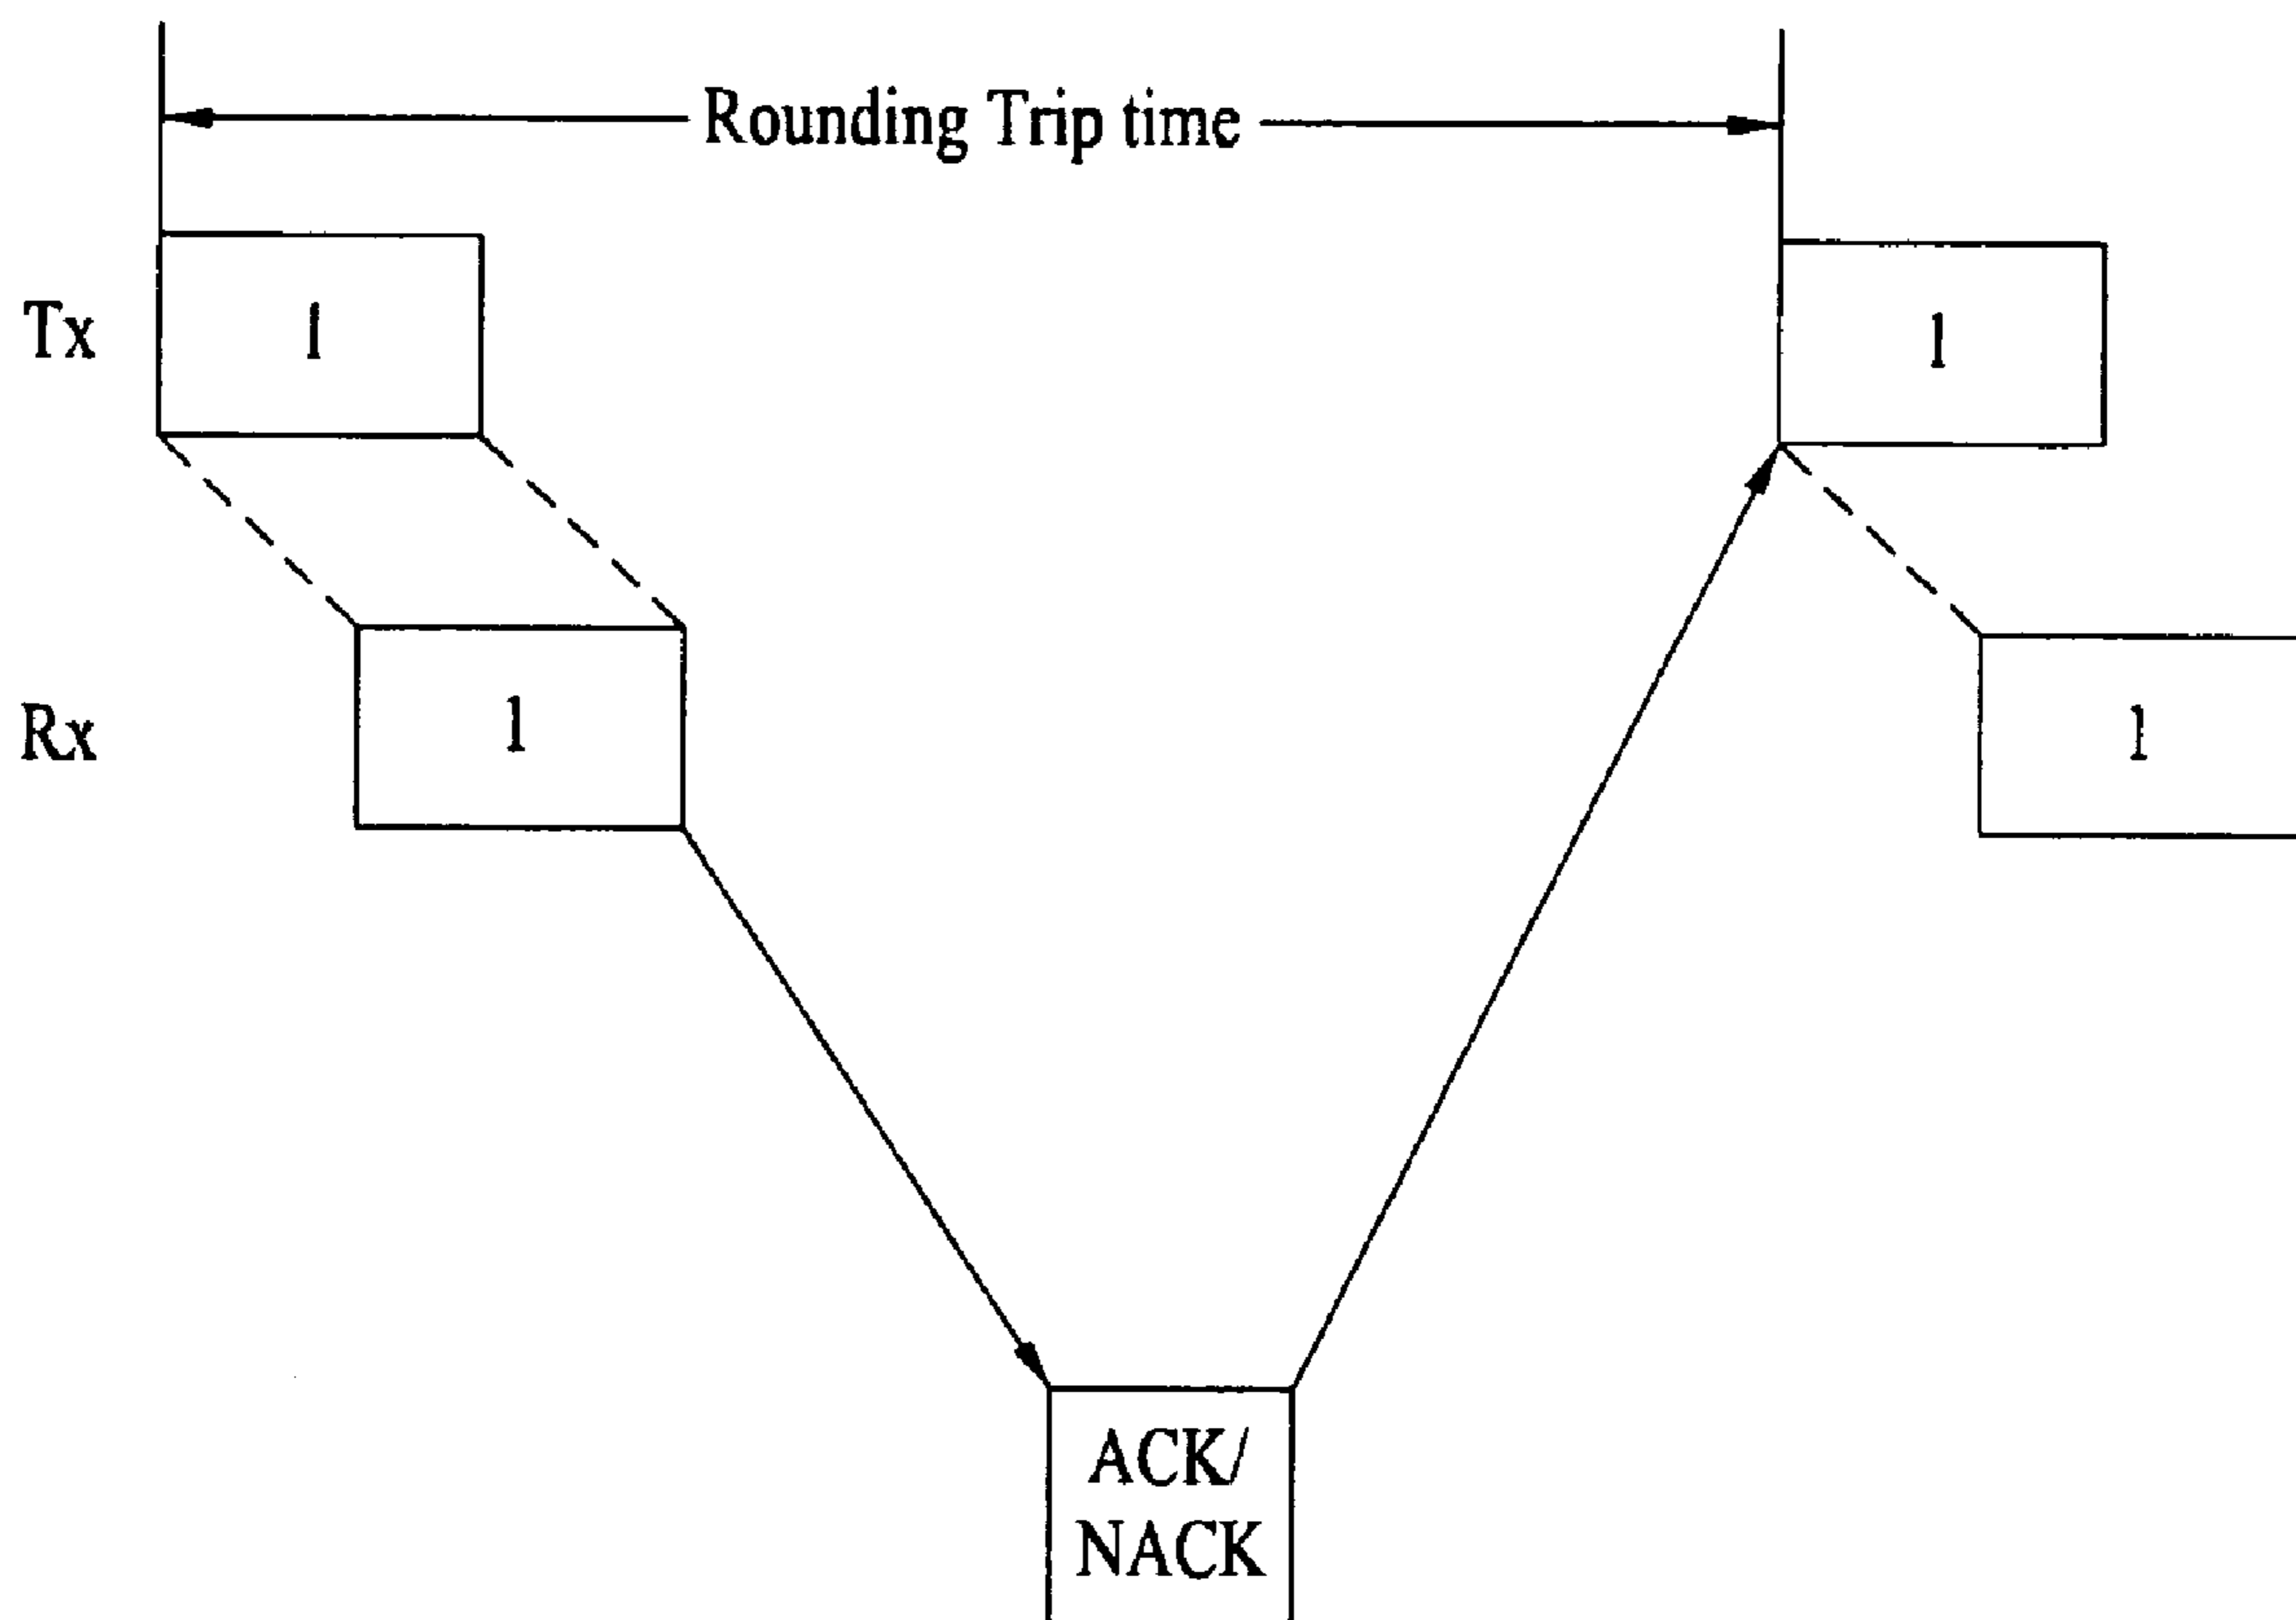 Rounding Trip time
Tx
1
1
Rx
1
1
ACK/
NACK